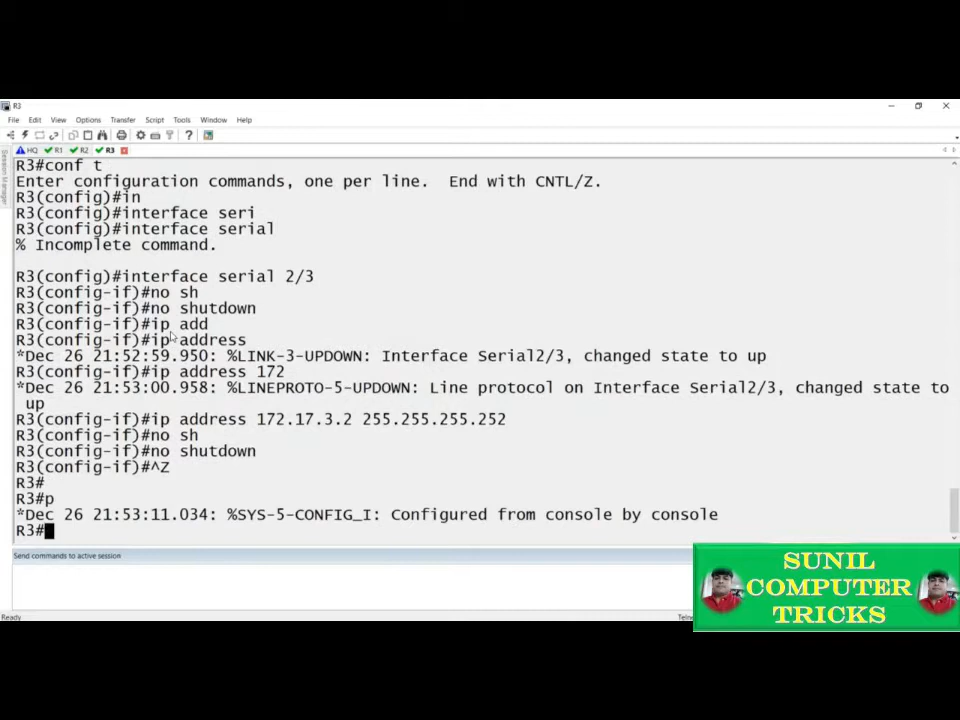 R3
File Edit View Options Transfer Script Tools Window Help
HQ R1 R2 R3
Session Manager
R3#conf t
Enter configuration commands, one per line.  End with CNTL/Z.
R3(config)#in
R3(config)#interface seri
R3(config)#interface serial
% Incomplete command.
R3(config)#interface serial 2/3
R3(config-if)#no sh
R3(config-if)#no shutdown
R3(config-if)#ip add
R3(config-if)#ip address
*Dec 26 21:52:59.950: %LINK-3-UPDOWN: Interface Serial2/3, changed state to up
R3(config-if)#ip address 172
*Dec 26 21:53:00.958: %LINEPROTO-5-UPDOWN: Line protocol on Interface Serial2/3, changed state to
up
R3(config-if)#ip address 172.17.3.2 255.255.255.252
R3(config-if)#no sh
R3(config-if)#no shutdown
R3(config-if)#^Z
R3#
R3#p
*Dec 26 21:53:11.034: %SYS-5-CONFIG_I: Configured from console by console
R3#
Send commands to active session
Ready
SUNIL
COMPUTER
TRICKS